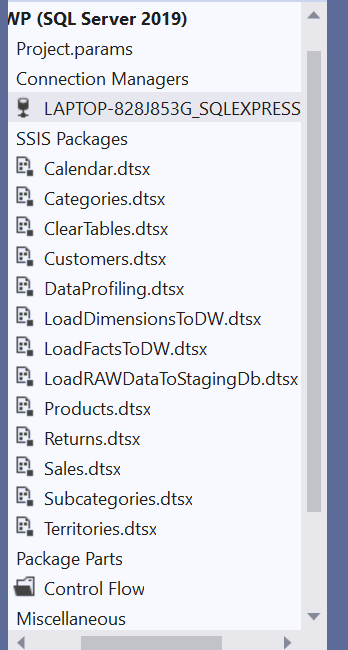 WP (SQL Server 2019)
Project.params
Connection Managers
LAPTOP-828J853G_SQLEXPRESS
SSIS Packages
Calendar.dtsx
Categories.dtsx
ClearTables.dtsx
Customers.dtsx
DataProfiling.dtsx
LoadDimensionsToDW.dtsx
LoadFactsToDW.dtsx
LoadRAWDataToStagingDb.dtsx
Products.dtsx
Returns.dtsx
Sales.dtsx
Subcategories.dtsx
Territories.dtsx
Package Parts
Control Flow
Miscellaneous